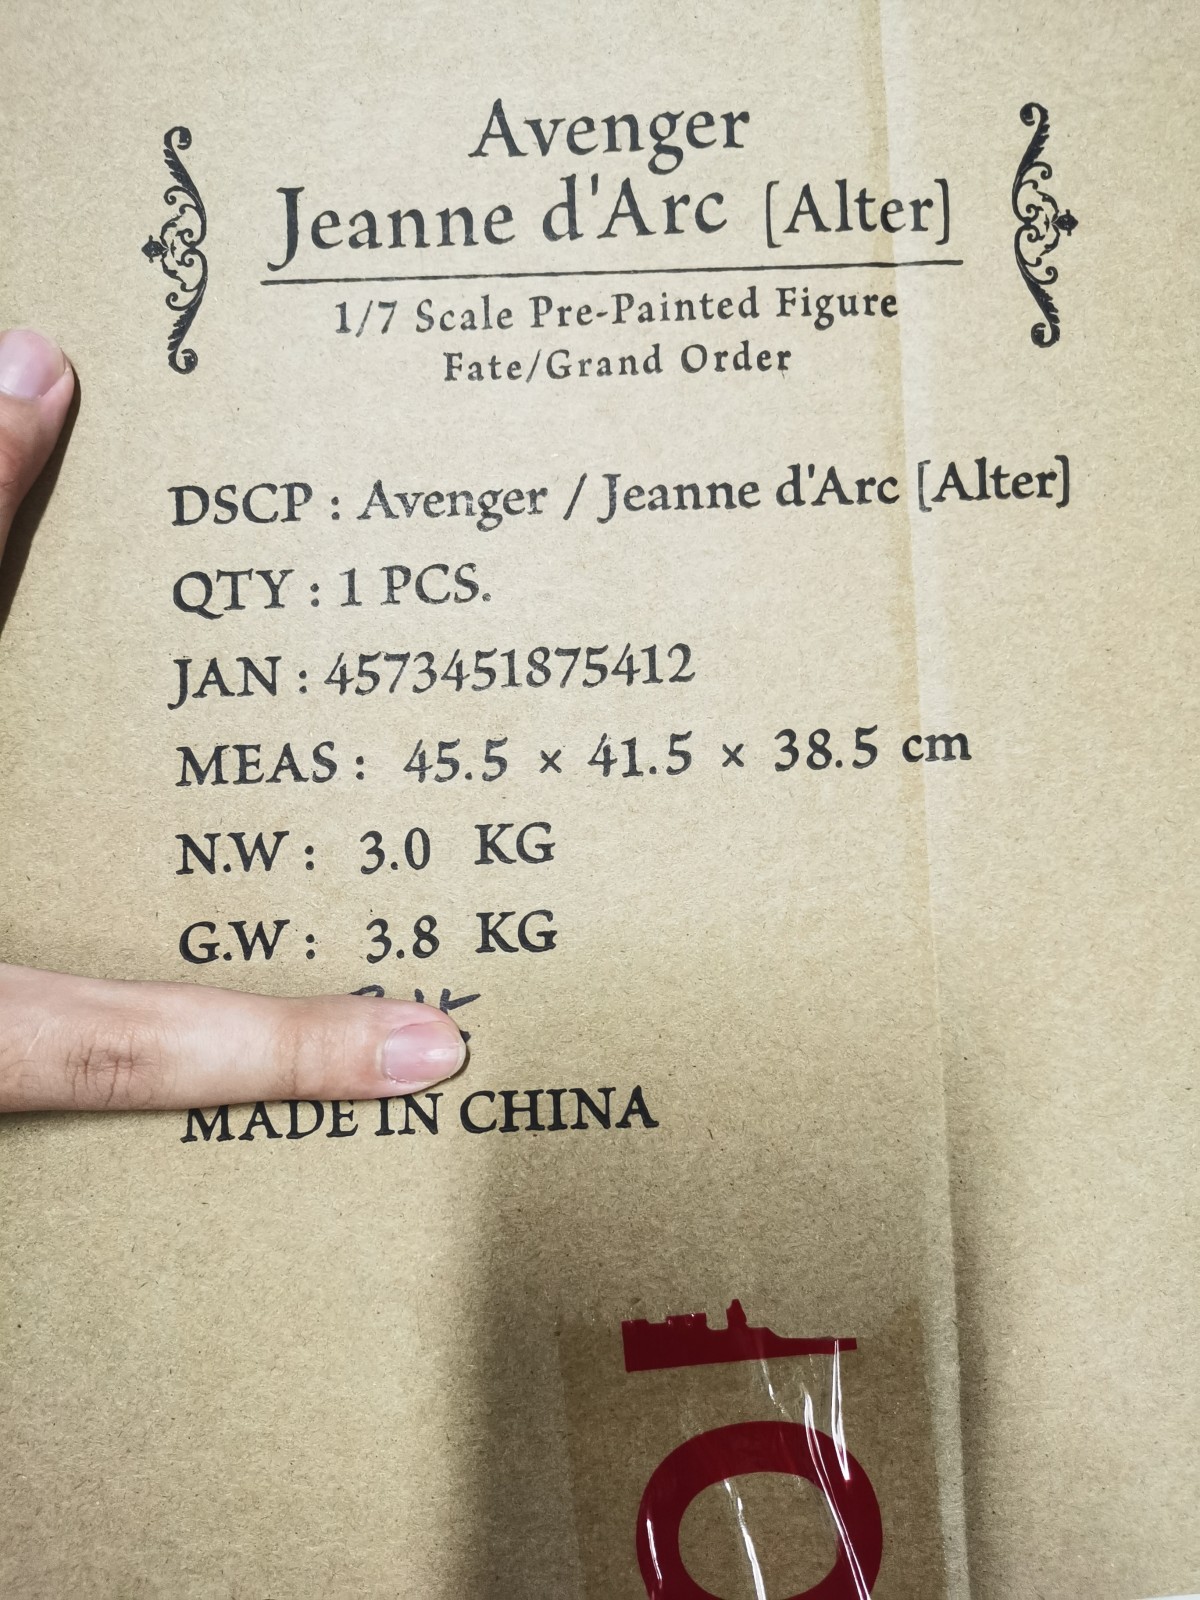 Avenger
Jeanne d'Arc [Alter]
1/7 Scale Pre-Painted Figure
Fate/Grand Order
DSCP : Avenger / Jeanne d'Arc [Alter]
QTY : 1 PCS.
JAN : 4573451875412
MEAS : 45.5 × 41.5 × 38.5 cm
N.W : 3.0 KG
G.W : 3.8 KG
MADE IN CHINA